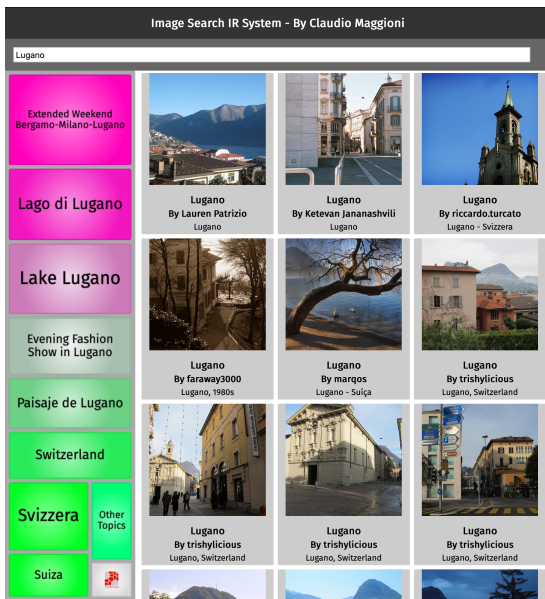 Image Search IR System - By Claudio Maggioni
Lugano
Extended Weekend
Bergamo-Milano-Lugano
Lago di Lugano
Lake Lugano
Evening Fashion
Show in Lugano
Paisaje de Lugano
Switzerland
Svizzera
Other
Topics
Suiza
Lugano
By Lauren Patrizio
Lugano
Lugano
By Ketevan Jananashvili
Lugano
Lugano
By riccardo.turcato
Lugano - Svizzera
Lugano
By faraway3000
Lugano, 1980s
Lugano
By marqos
Lugano - Suíça
Lugano
By trishylicious
Lugano, Switzerland
Lugano
By trishylicious
Lugano, Switzerland
Lugano
By trishylicious
Lugano, Switzerland
Lugano
By trishylicious
Lugano, Switzerland